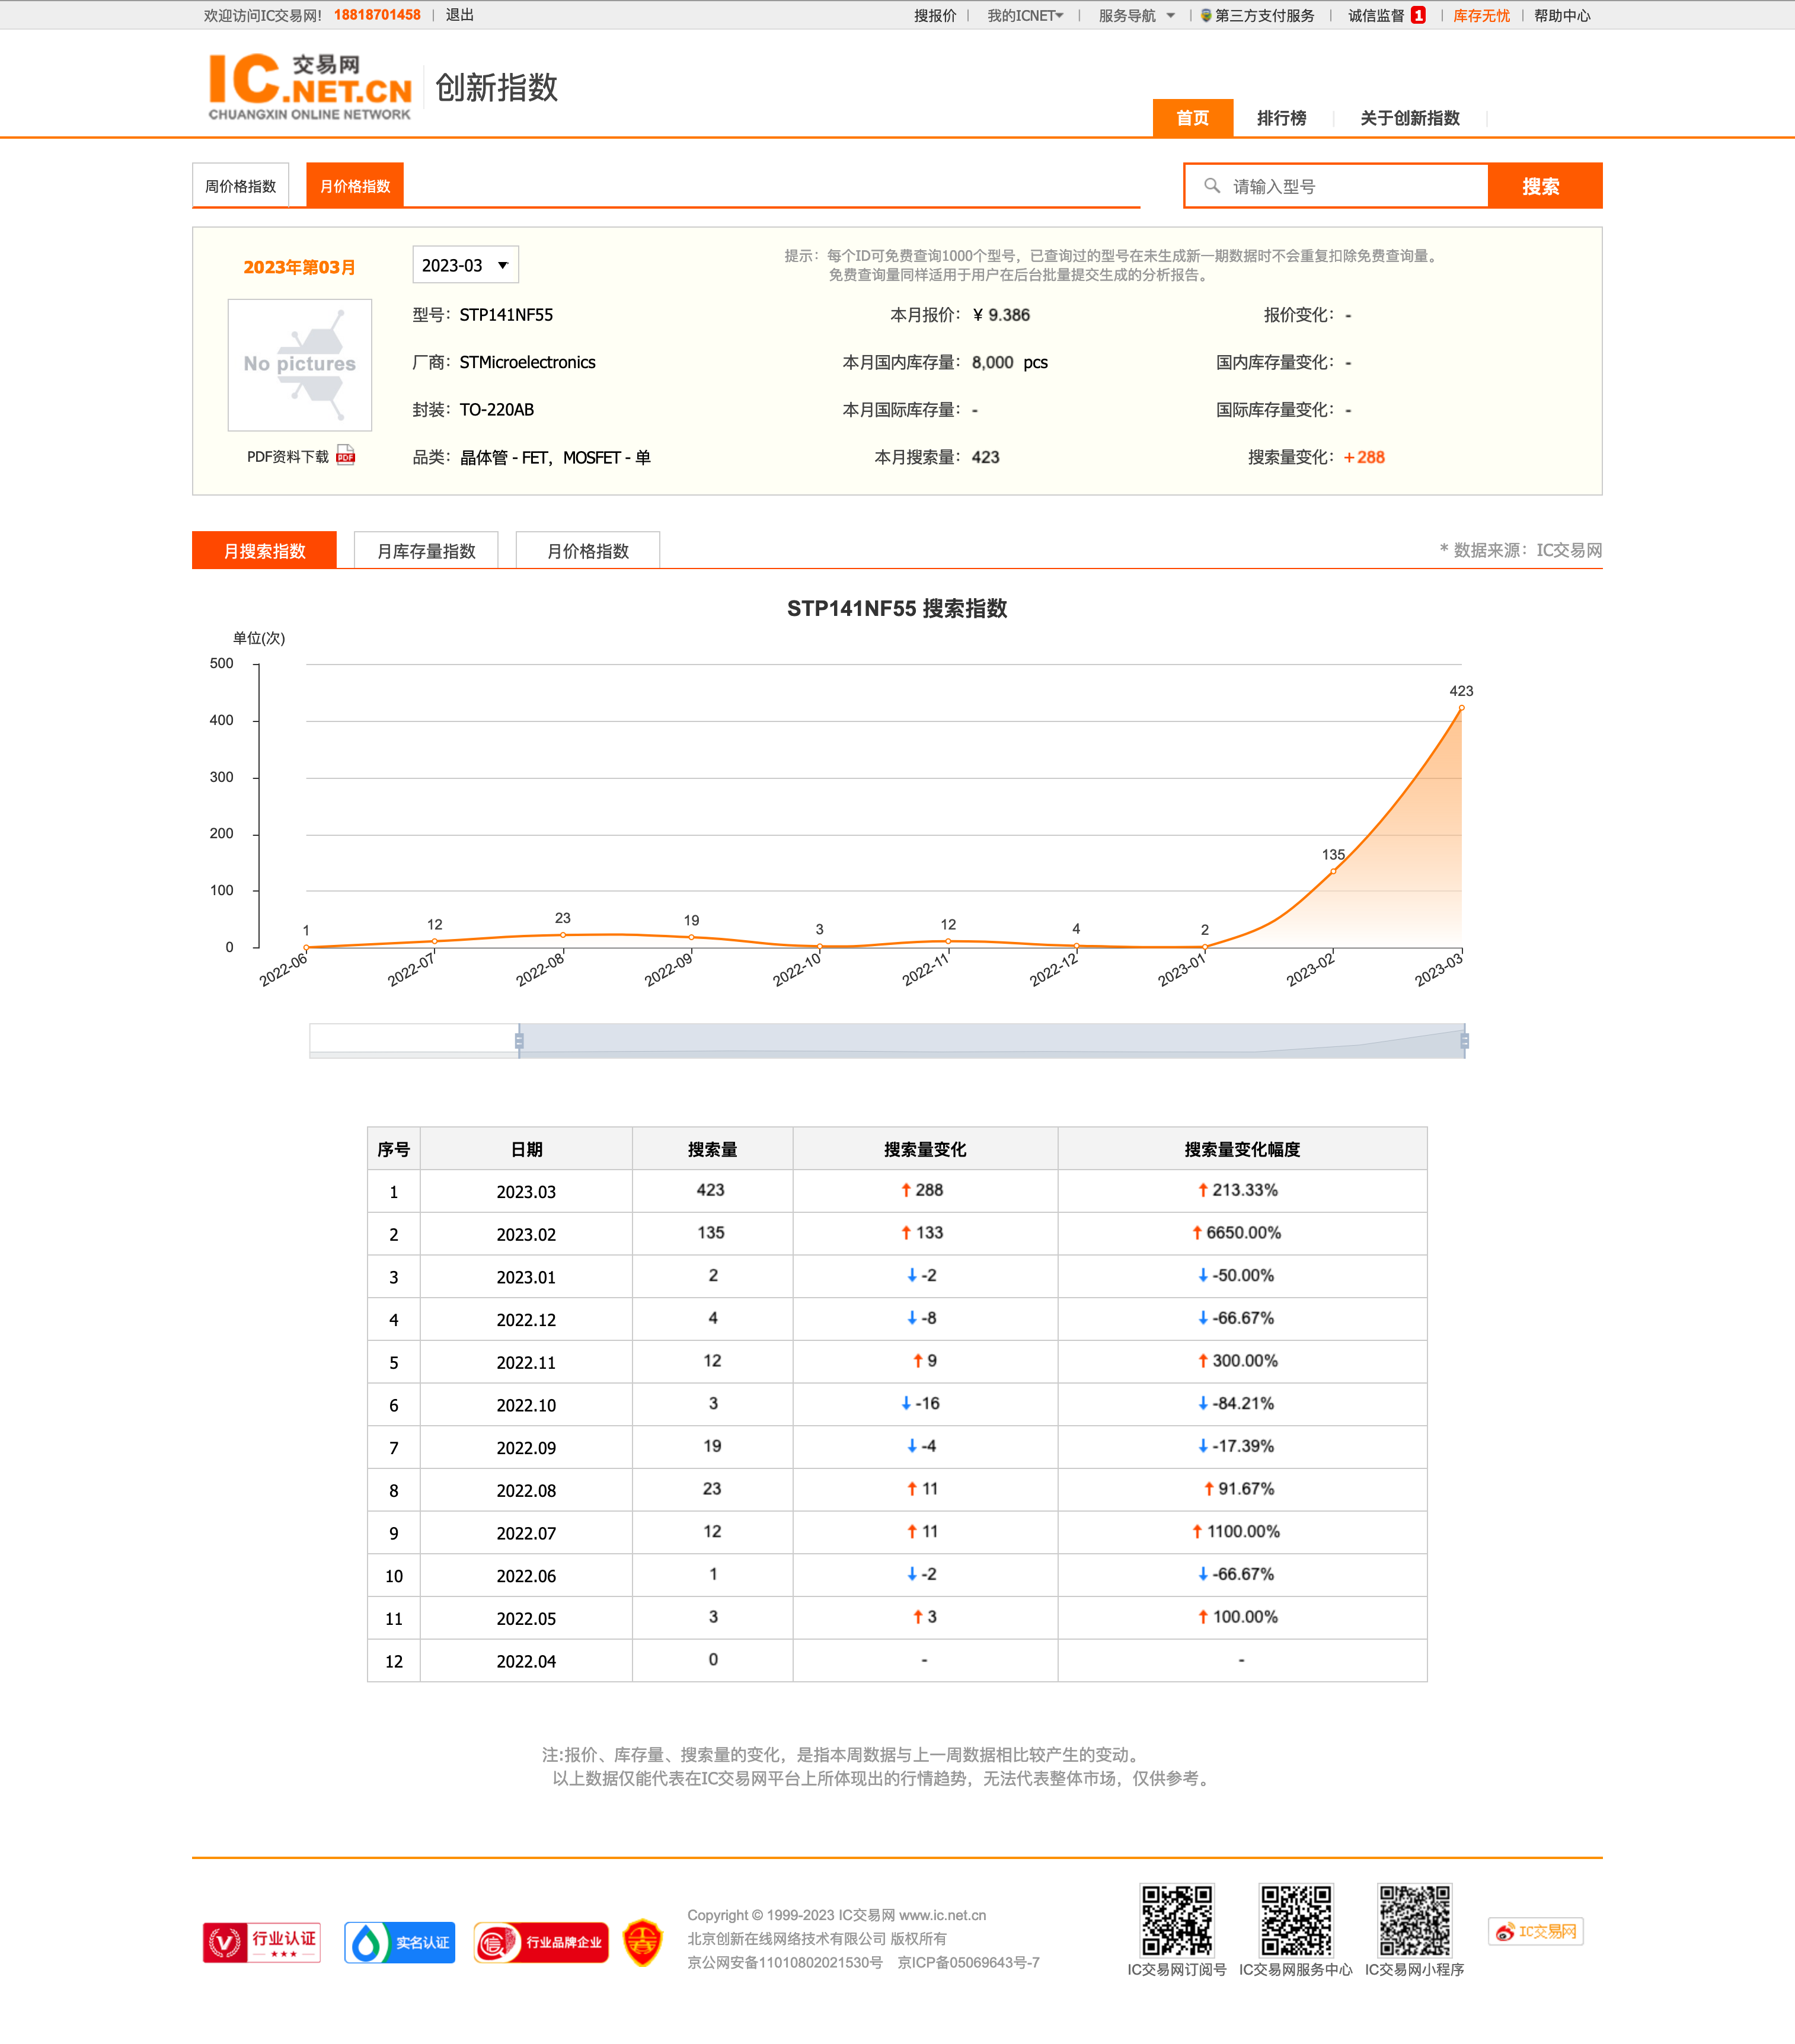 欢迎访问IC交易网! 18818701458 | 退出 搜报价 | 我的ICNET | 服务导航 | 第三方支付服务 | 诚信监督 1 | 库存无忧 | 帮助中心
IC交易网
.NET.CN
CHUANGXIN ONLINE NETWORK
创新指数
首页 排行榜 关于创新指数
周价格指数 月价格指数 请输入型号 搜索
2023年第03月 2023-03
提示：每个ID可免费查询1000个型号，已查询过的型号在未生成新一期数据时不会重复扣除免费查询量。
免费查询量同样适用于用户在后台批量提交生成的分析报告。
No pictures
PDF资料下载 PDF
型号：STP141NF55 本月报价：¥ 9.386 报价变化：-
厂商：STMicroelectronics 本月国内库存量：8,000 pcs 国内库存量变化：-
封装：TO-220AB 本月国际库存量：- 国际库存量变化：-
品类：晶体管 - FET，MOSFET - 单 本月搜索量：423 搜索量变化：+288
月搜索指数 月库存量指数 月价格指数 * 数据来源：IC交易网
STP141NF55 搜索指数
单位(次)
500
400
300
200
100
0
1 12 23 19 3 12 4 2 135 423
2022-06 2022-07 2022-08 2022-09 2022-10 2022-11 2022-12 2023-01 2023-02 2023-03
序号 日期 搜索量 搜索量变化 搜索量变化幅度
1 2023.03 423 ↑288 ↑213.33%
2 2023.02 135 ↑133 ↑6650.00%
3 2023.01 2 ↓-2 ↓-50.00%
4 2022.12 4 ↓-8 ↓-66.67%
5 2022.11 12 ↑9 ↑300.00%
6 2022.10 3 ↓-16 ↓-84.21%
7 2022.09 19 ↓-4 ↓-17.39%
8 2022.08 23 ↑11 ↑91.67%
9 2022.07 12 ↑11 ↑1100.00%
10 2022.06 1 ↓-2 ↓-66.67%
11 2022.05 3 ↑3 ↑100.00%
12 2022.04 0 - -
注:报价、库存量、搜索量的变化，是指本周数据与上一周数据相比较产生的变动。
以上数据仅能代表在IC交易网平台上所体现出的行情趋势，无法代表整体市场，仅供参考。
V 行业认证
实名认证
信 行业品牌企业
Copyright © 1999-2023 IC交易网 www.ic.net.cn
北京创新在线网络技术有限公司 版权所有
京公网安备11010802021530号 京ICP备05069643号-7
IC交易网订阅号 IC交易网服务中心 IC交易网小程序
IC交易网